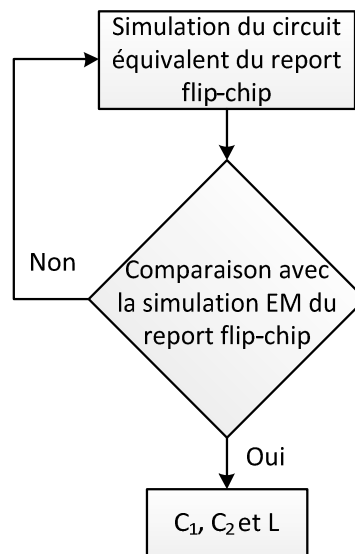 Simulation du circuit
équivalent du report
flip-chip
Non
Comparaison avec
la simulation EM du
report flip-chip
Oui
C₁, C₂ et L